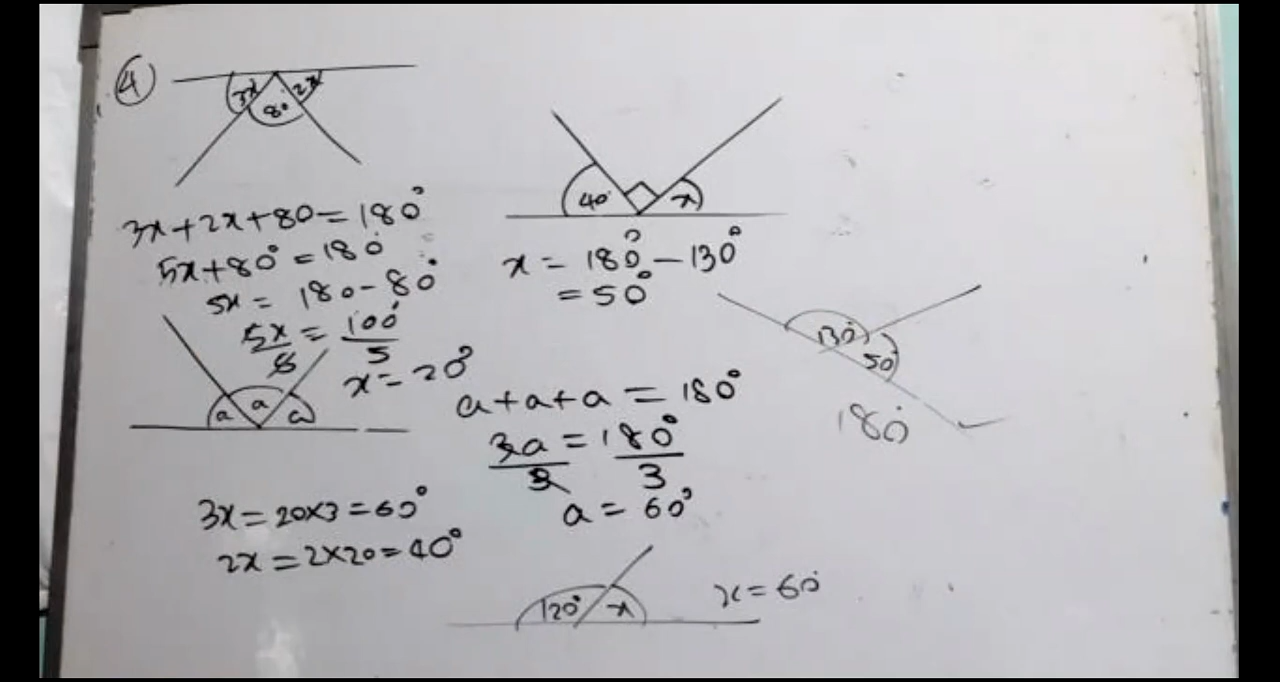 4
3x 80 2x
3x+2x+80=180°
5x+80°=180°
5x= 180-80°
5x/5 = 100°/5
x=20°
40° x
x= 180°-130°
=50°
130° 50°
180°
a a a
a+a+a=180°
3a/3 = 180°/3
a=60°
3x=20×3=60°
2x=2×20=40°
120° x
x=60°